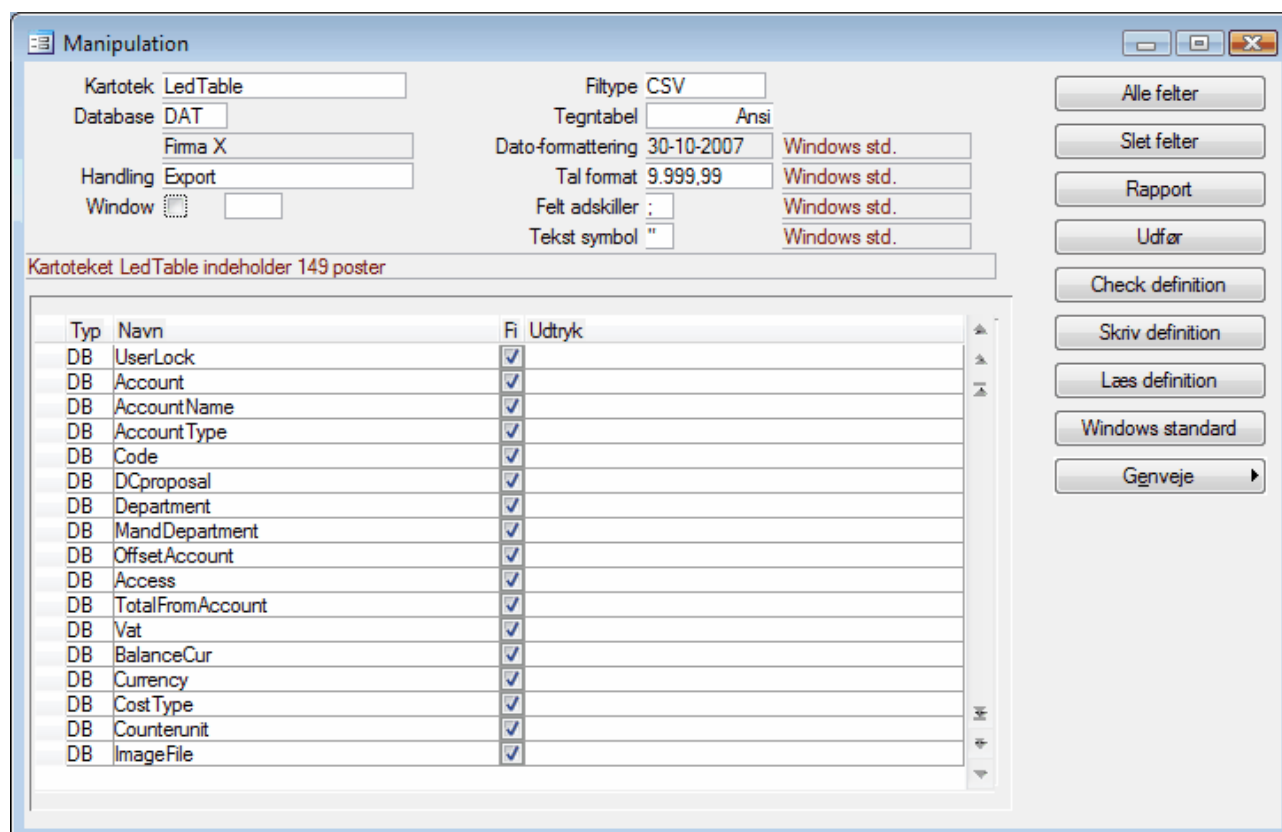 Manipulation
Kartotek LedTable Filtype CSV Alle felter
Database DAT Tegntabel Ansi
Firma X Dato-formattering 30-10-2007 Windows std. Slet felter
Handling Export Tal format 9.999,99 Windows std. Rapport
Window Felt adskiller ; Windows std.
Tekst symbol " Windows std. Udfør
Kartoteket LedTable indeholder 149 poster
Check definition
Typ Navn Fi Udtryk Skriv definition
DB UserLock
DB Account Læs definition
DB AccountName
DB AccountType Windows standard
DB Code
DB DCproposal Genveje
DB Department
DB MandDepartment
DB OffsetAccount
DB Access
DB TotalFromAccount
DB Vat
DB BalanceCur
DB Currency
DB CostType
DB Counterunit
DB ImageFile